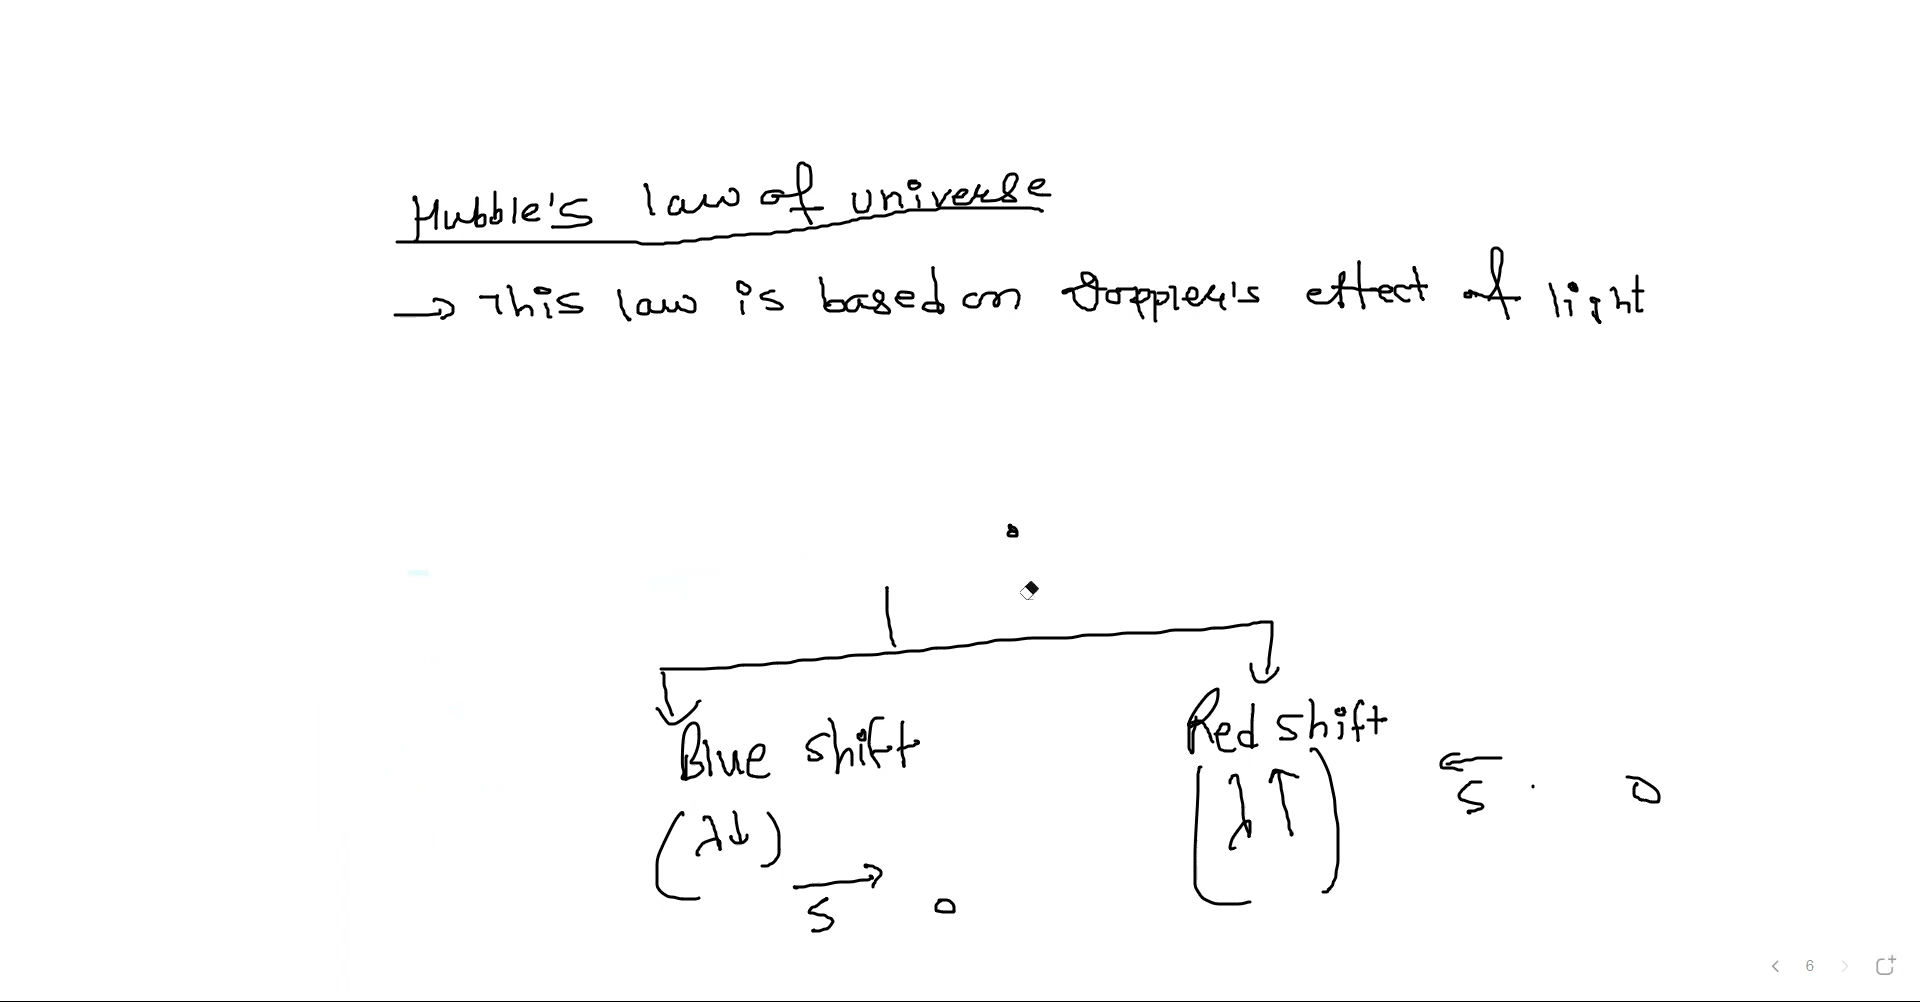 Hubble's law of universe
→ This law is based on Doppler's effect of light
Blue shift
Red shift
(λ↓)
(λ↑)
S O
S O
6